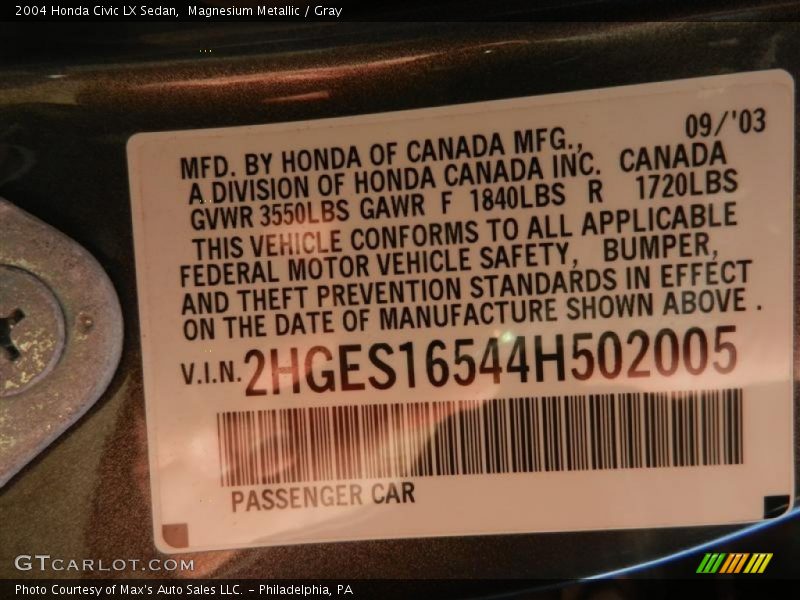 2004 Honda Civic LX Sedan,  Magnesium Metallic / Gray
09/'03
MFD. BY HONDA OF CANADA MFG.,
A DIVISION OF HONDA CANADA INC.  CANADA
GVWR 3550LBS GAWR F 1840LBS R 1720LBS
THIS VEHICLE CONFORMS TO ALL APPLICABLE
FEDERAL MOTOR VEHICLE SAFETY, BUMPER,
AND THEFT PREVENTION STANDARDS IN EFFECT
ON THE DATE OF MANUFACTURE SHOWN ABOVE .
V.I.N. 2HGES16544H502005
PASSENGER CAR
GTCARLOT.COM
Photo Courtesy of Max's Auto Sales LLC. - Philadelphia, PA